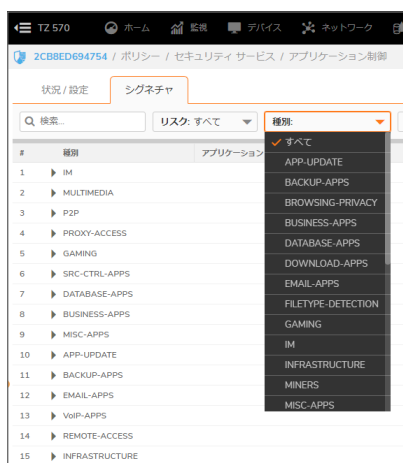 TZ 570 ホーム 監視 デバイス ネットワーク
2CB8ED694754 / ポリシー / セキュリティ サービス / アプリケーション制御
状況 / 設定 シグネチャ
検索... リスク: すべて 種別:
# 種別 アプリケーション
すべて
APP-UPDATE
BACKUP-APPS
BROWSING-PRIVACY
BUSINESS-APPS
DATABASE-APPS
DOWNLOAD-APPS
EMAIL-APPS
FILETYPE-DETECTION
GAMING
IM
INFRASTRUCTURE
MINERS
MISC-APPS
1 IM
2 MULTIMEDIA
3 P2P
4 PROXY-ACCESS
5 GAMING
6 SRC-CTRL-APPS
7 DATABASE-APPS
8 BUSINESS-APPS
9 MISC-APPS
10 APP-UPDATE
11 BACKUP-APPS
12 EMAIL-APPS
13 VoIP-APPS
14 REMOTE-ACCESS
15 INFRASTRUCTURE